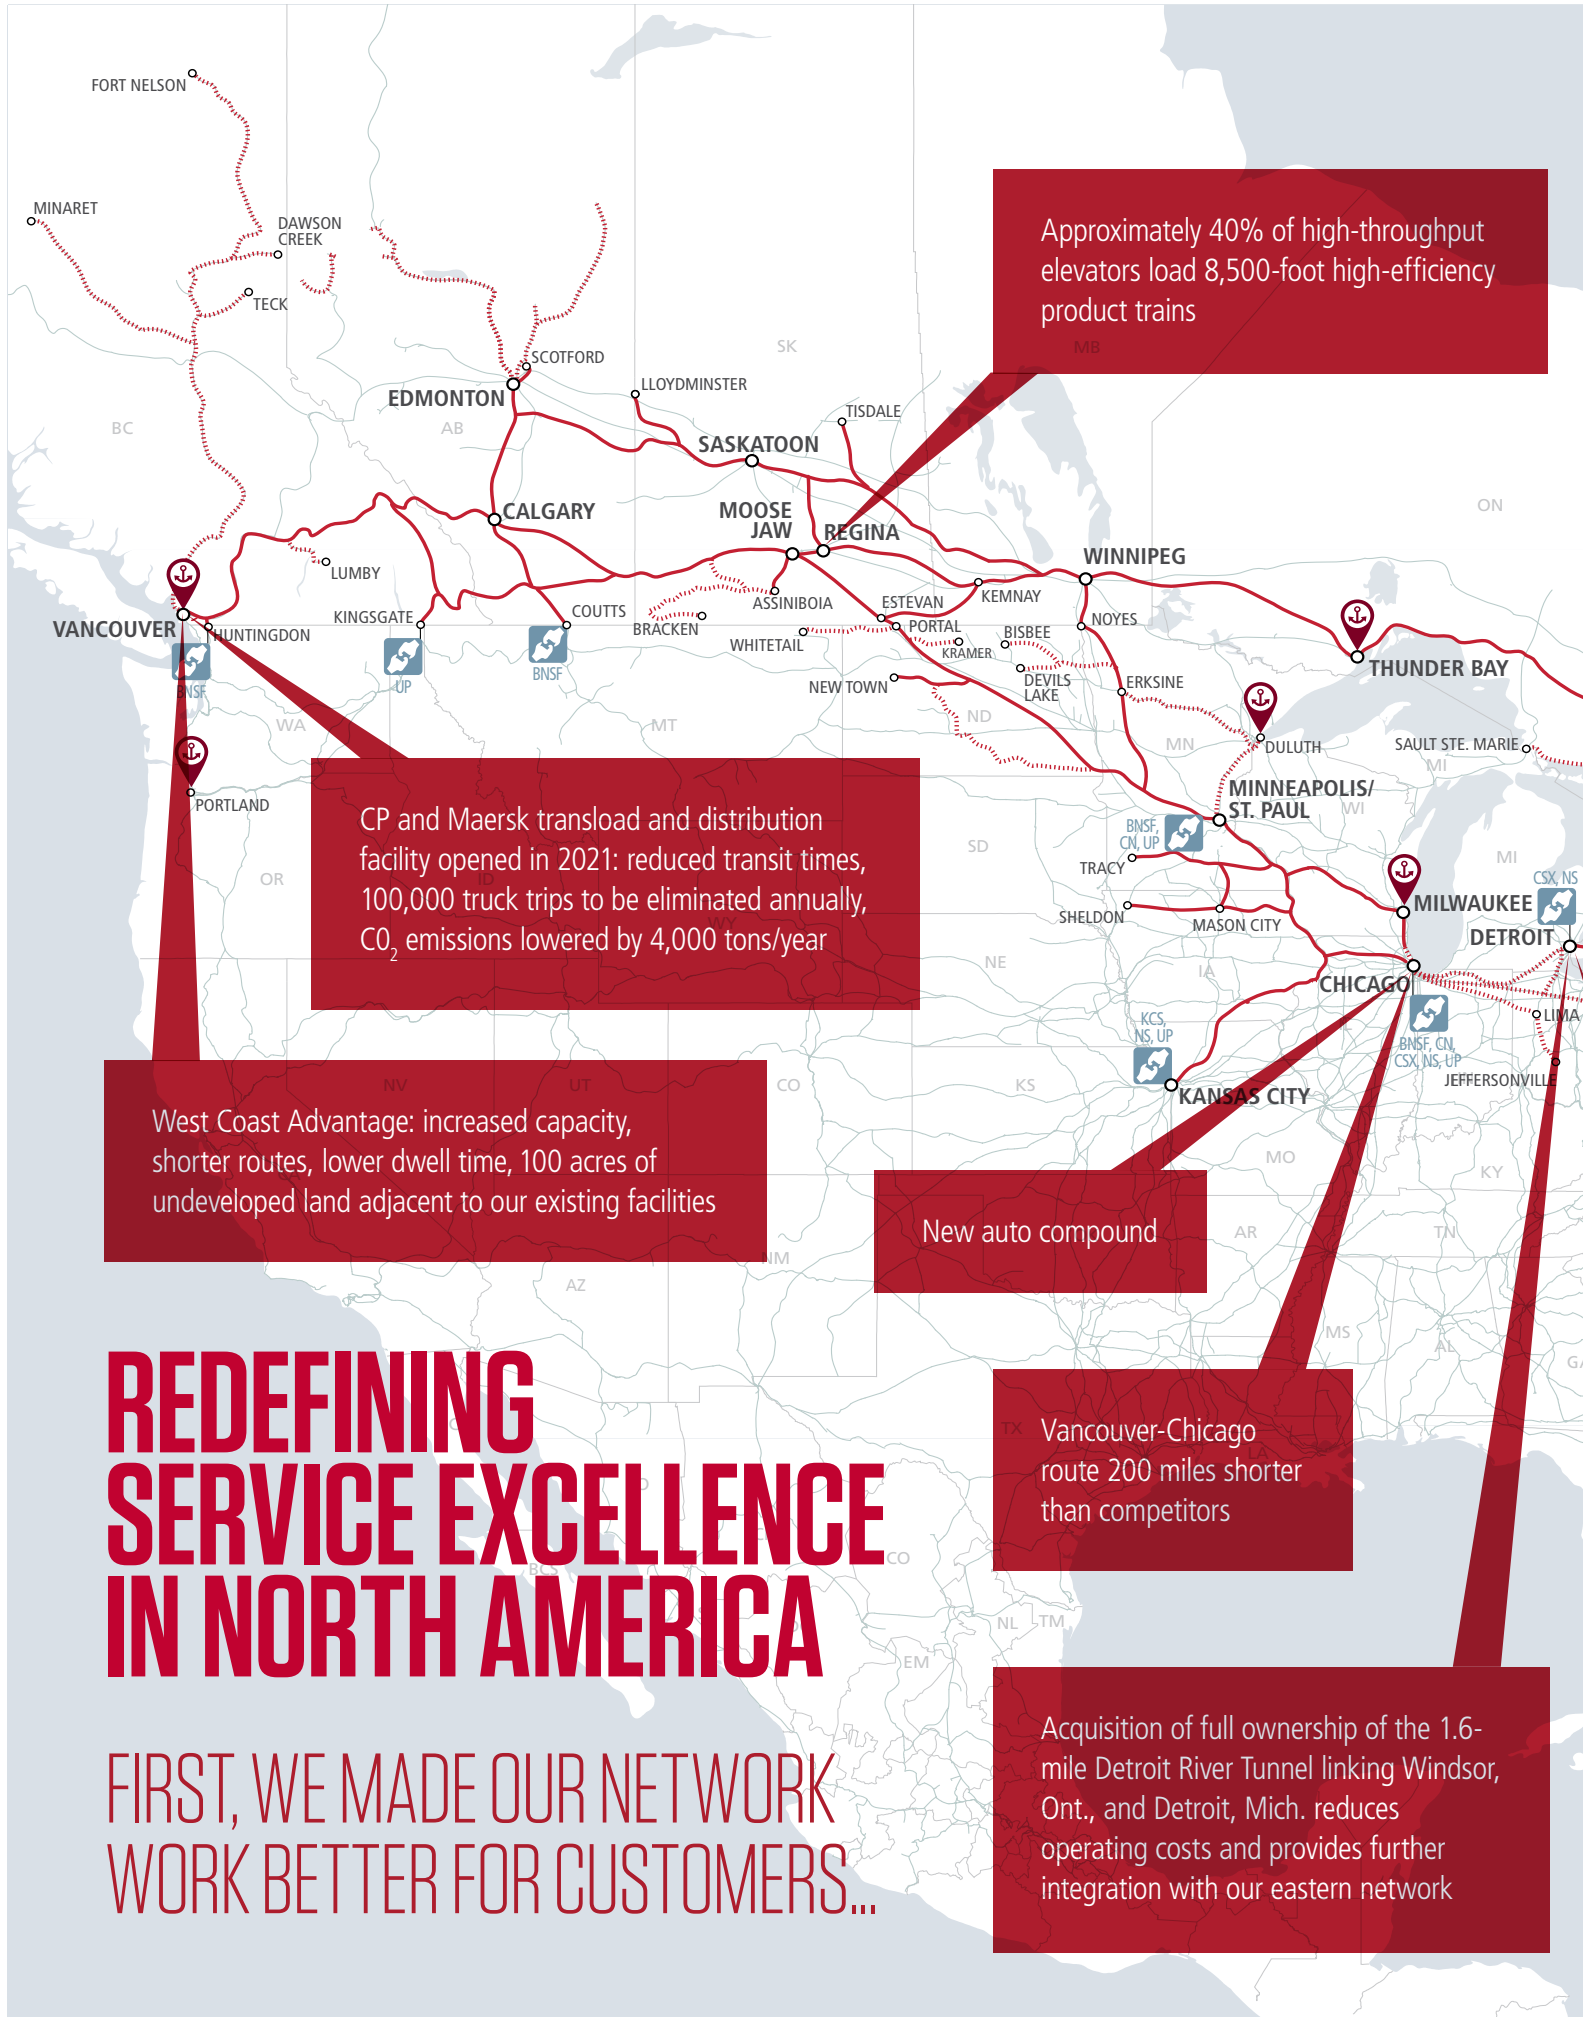 FORT NELSON
MINARET
DAWSON
CREEK
TECK
Approximately 40% of high-throughput
elevators load 8,500-foot high-efficiency
product trains
SK
MB
SCOTFORD
EDMONTON
LLOYDMINSTER
TISDALE
BC
AB
SASKATOON
CALGARY
MOOSE
JAW
REGINA
ON
WINNIPEG
LUMBY
KINGSGATE
COUTTS
BRACKEN
ASSINIBOIA
ESTEVAN
KEMNAY
PORTAL
NOYES
BISBEE
WHITETAIL
KRAMER
VANCOUVER
HUNTINGDON
BNSF
UP
BNSF
NEW TOWN
DEVILS
LAKE
ERKSINE
THUNDER BAY
WA
MT
ND
MN
DULUTH
SAULT STE. MARIE
MI
PORTLAND
MINNEAPOLIS/
ST. PAUL
WI
CP and Maersk transload and distribution
facility opened in 2021: reduced transit times,
100,000 truck trips to be eliminated annually,
C0₂ emissions lowered by 4,000 tons/year
OR
ID
WY
SD
BNSF,
CN, UP
TRACY
SHELDON
MASON CITY
MI
CSX, NS
MILWAUKEE
DETROIT
NE
IA
CHICAGO
LIMA
KCS,
NS, UP
BNSF, CN,
CSX, NS, UP
JEFFERSONVILLE
KANSAS CITY
NV
UT
CO
KS
West Coast Advantage: increased capacity,
shorter routes, lower dwell time, 100 acres of
undeveloped land adjacent to our existing facilities
MO
KY
New auto compound
AR
TN
NM
AZ
MS
AL
GA
REDEFINING
SERVICE EXCELLENCE
IN NORTH AMERICA
TX
LA
Vancouver-Chicago
route 200 miles shorter
than competitors
BCS
CO
NL
TM
EM
FIRST, WE MADE OUR NETWORK
WORK BETTER FOR CUSTOMERS...
Acquisition of full ownership of the 1.6-
mile Detroit River Tunnel linking Windsor,
Ont., and Detroit, Mich. reduces
operating costs and provides further
integration with our eastern network